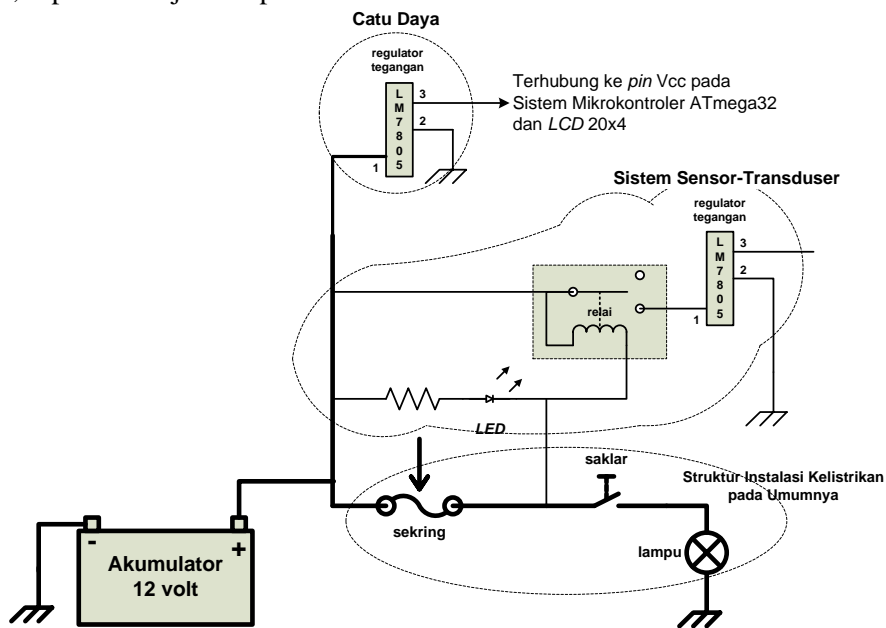 Catu Daya
regulator
tegangan
L
M
7
8
0
5
3
2
1
Terhubung ke pin Vcc pada
Sistem Mikrokontroler ATmega32
dan LCD 20x4
Sistem Sensor-Transduser
regulator
tegangan
L
M
7
8
0
5
3
2
1
relai
LED
saklar
Struktur Instalasi Kelistrikan
pada Umumnya
sekring
lampu
-
+
Akumulator
12 volt